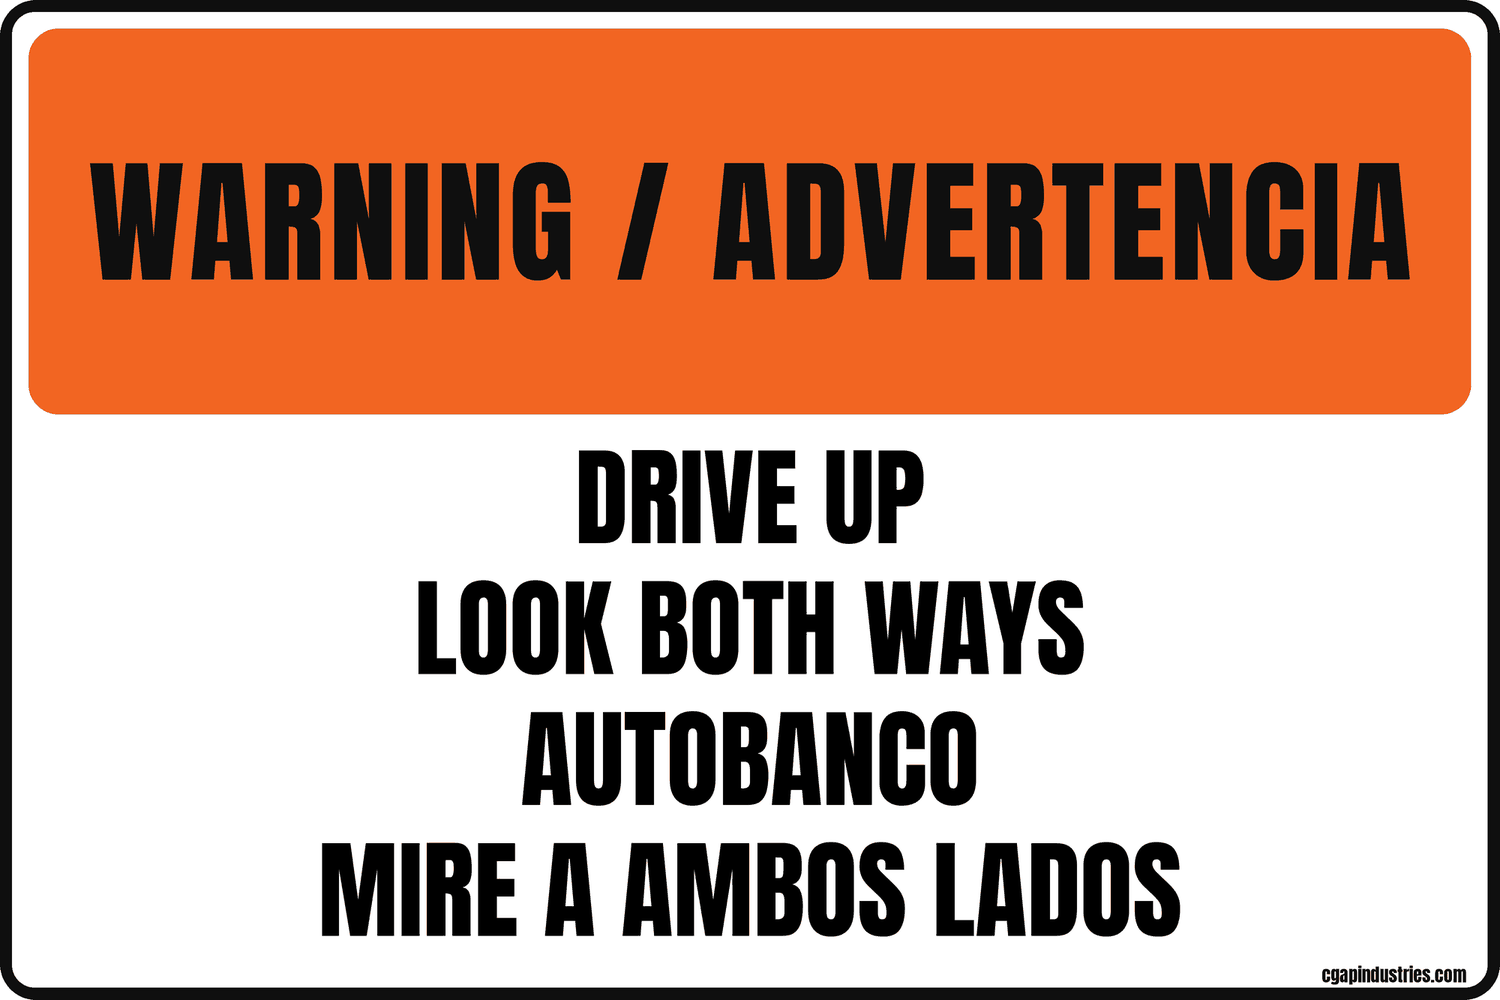 WARNING / ADVERTENCIA
DRIVE UP
LOOK BOTH WAYS
AUTOBANCO
MIRE A AMBOS LADOS
cgapindustries.com